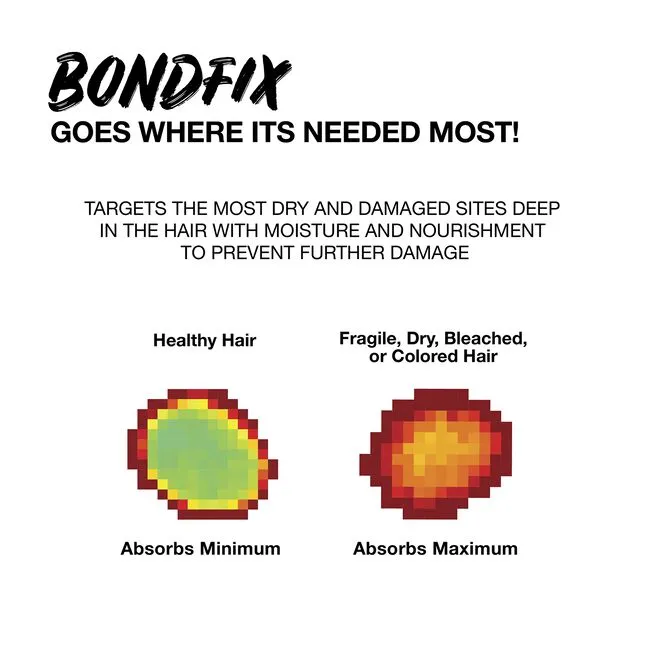 BONDFIX
GOES WHERE ITS NEEDED MOST!
TARGETS THE MOST DRY AND DAMAGED SITES DEEP
IN THE HAIR WITH MOISTURE AND NOURISHMENT
TO PREVENT FURTHER DAMAGE
Healthy Hair
Fragile, Dry, Bleached,
or Colored Hair
Absorbs Minimum
Absorbs Maximum